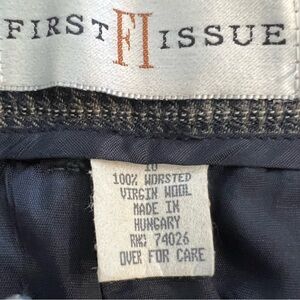 FIRST FI ISSUE
10
100% WORSTED
VIRGIN WOOL
MADE IN
HUNGARY
RN: 74026
OVER FOR CARE